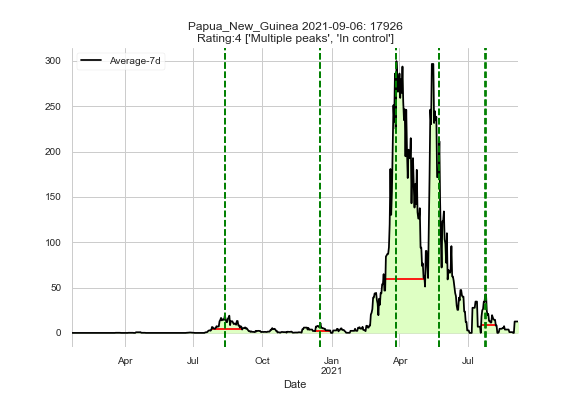 Papua_New_Guinea 2021-09-06: 17926
Rating:4 ['Multiple peaks', 'In control']
Average-7d
300
250
200
150
100
50
0
Apr Jul Oct Jan Apr Jul
2021
Date